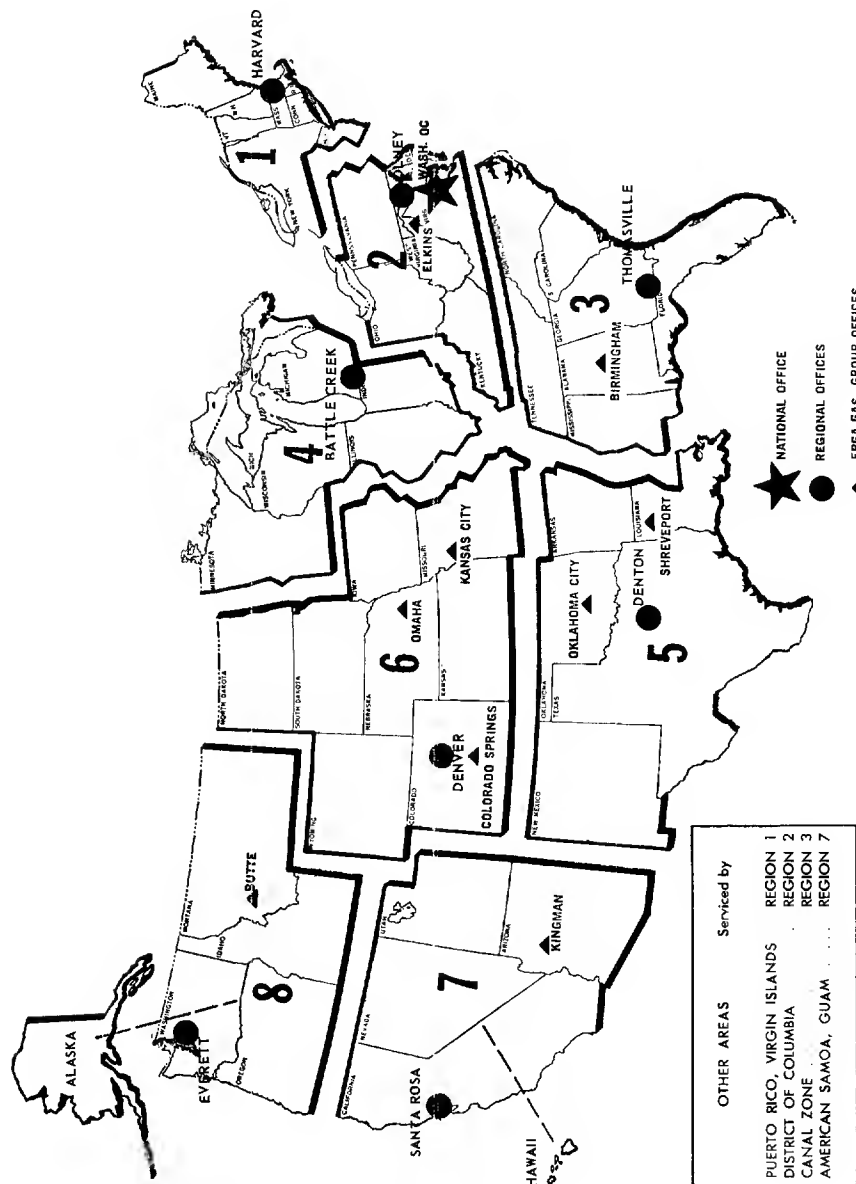 ALASKA
WASHINGTON
EVERETT
OREGON
8
MONTANA
IDAHO
BUTTE
CALIFORNIA
NEVADA
UTAH
ARIZONA
7
SANTA ROSA
KINGMAN
HAWAII
NORTH DAKOTA
SOUTH DAKOTA
NEBRASKA
COLORADO
KANSAS
IOWA
MISSOURI
6
OMAHA
KANSAS CITY
DENVER
COLORADO SPRINGS
NEW MEXICO
OKLAHOMA
TEXAS
ARKANSAS
LOUISIANA
OKLAHOMA CITY
DENTON
SHREVEPORT
5
MINNESOTA
WISCONSIN
MICH
MICHIGAN
ILLINOIS
4
BATTLE CREEK
OHIO
PENNSYLVANIA
KENTUCKY
WEST
VIRGINIA
2
OLNEY
WASH. DC
ELKINS
MAINE
VT
N H
MASS
CONN
NEW YORK
1
HARVARD
TENNESSEE
NORTH CAROLINA
S CAROLINA
MISSISSIPPI
ALABAMA
GEORGIA
FLORIDA
3
BIRMINGHAM
THOMASVILLE
NATIONAL OFFICE
REGIONAL OFFICES
OTHER AREAS Serviced by
PUERTO RICO, VIRGIN ISLANDS REGION 1
DISTRICT OF COLUMBIA . REGION 2
CANAL ZONE . . REGION 3
AMERICAN SAMOA, GUAM . . . . REGION 7